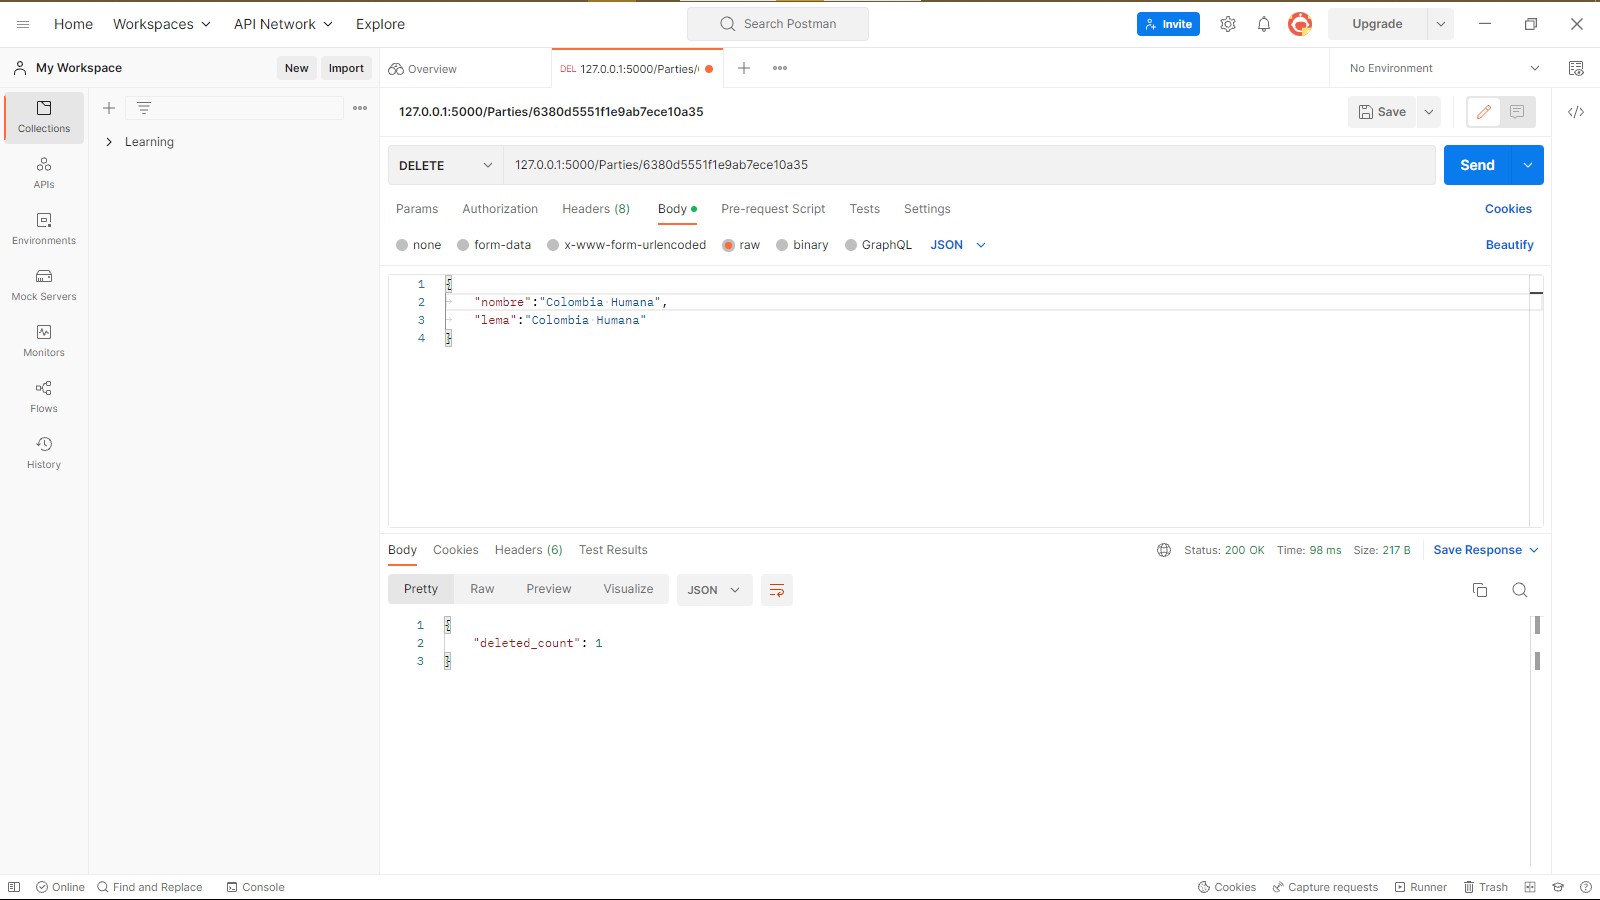 Home Workspaces API Network Explore Search Postman Invite Upgrade
My Workspace New Import Overview DEL 127.0.0.1:5000/Parties/ No Environment
127.0.0.1:5000/Parties/6380d5551f1e9ab7ece10a35 Save
Collections
Learning
APIs
Environments
Mock Servers
Monitors
Flows
History
DELETE 127.0.0.1:5000/Parties/6380d5551f1e9ab7ece10a35 Send
Params Authorization Headers (8) Body Pre-request Script Tests Settings Cookies
none form-data x-www-form-urlencoded raw binary GraphQL JSON Beautify
1 {
2 "nombre":"Colombia Humana",
3 "lema":"Colombia Humana"
4 }
Body Cookies Headers (6) Test Results Status: 200 OK Time: 98 ms Size: 217 B Save Response
Pretty Raw Preview Visualize JSON
1 {
2 "deleted_count": 1
3 }
Online Find and Replace Console Cookies Capture requests Runner Trash